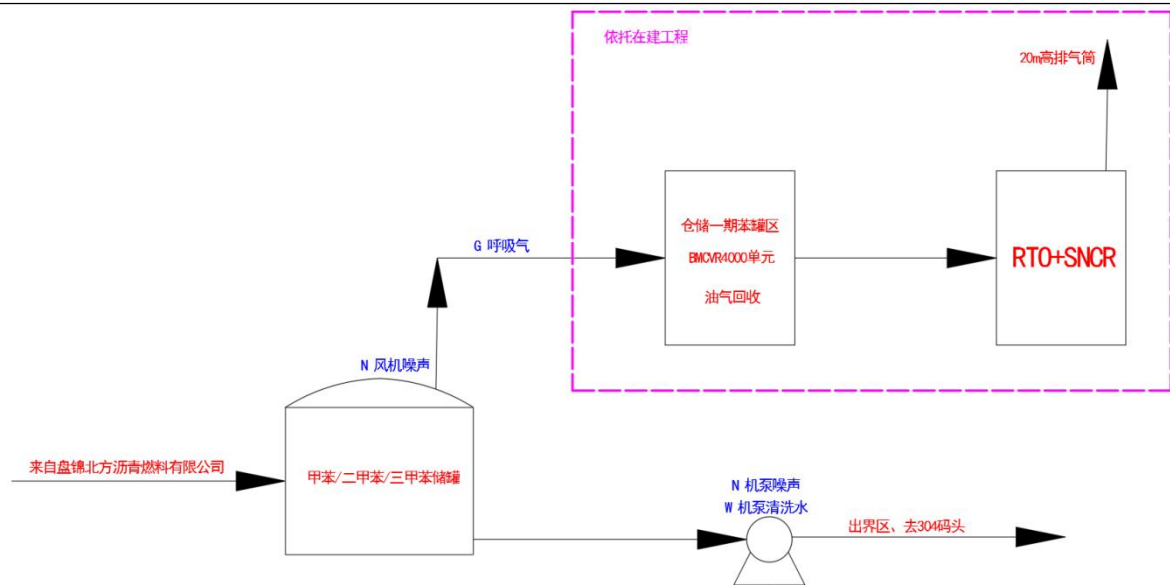 依托在建工程
20m高排气筒
仓储一期苯罐区
BMCVR4000单元
油气回收
RTO+SNCR
G 呼吸气
N 风机噪声
来自盘锦北方沥青燃料有限公司
甲苯/二甲苯/三甲苯储罐
N 机泵噪声
W 机泵清洗水
出界区、去304码头